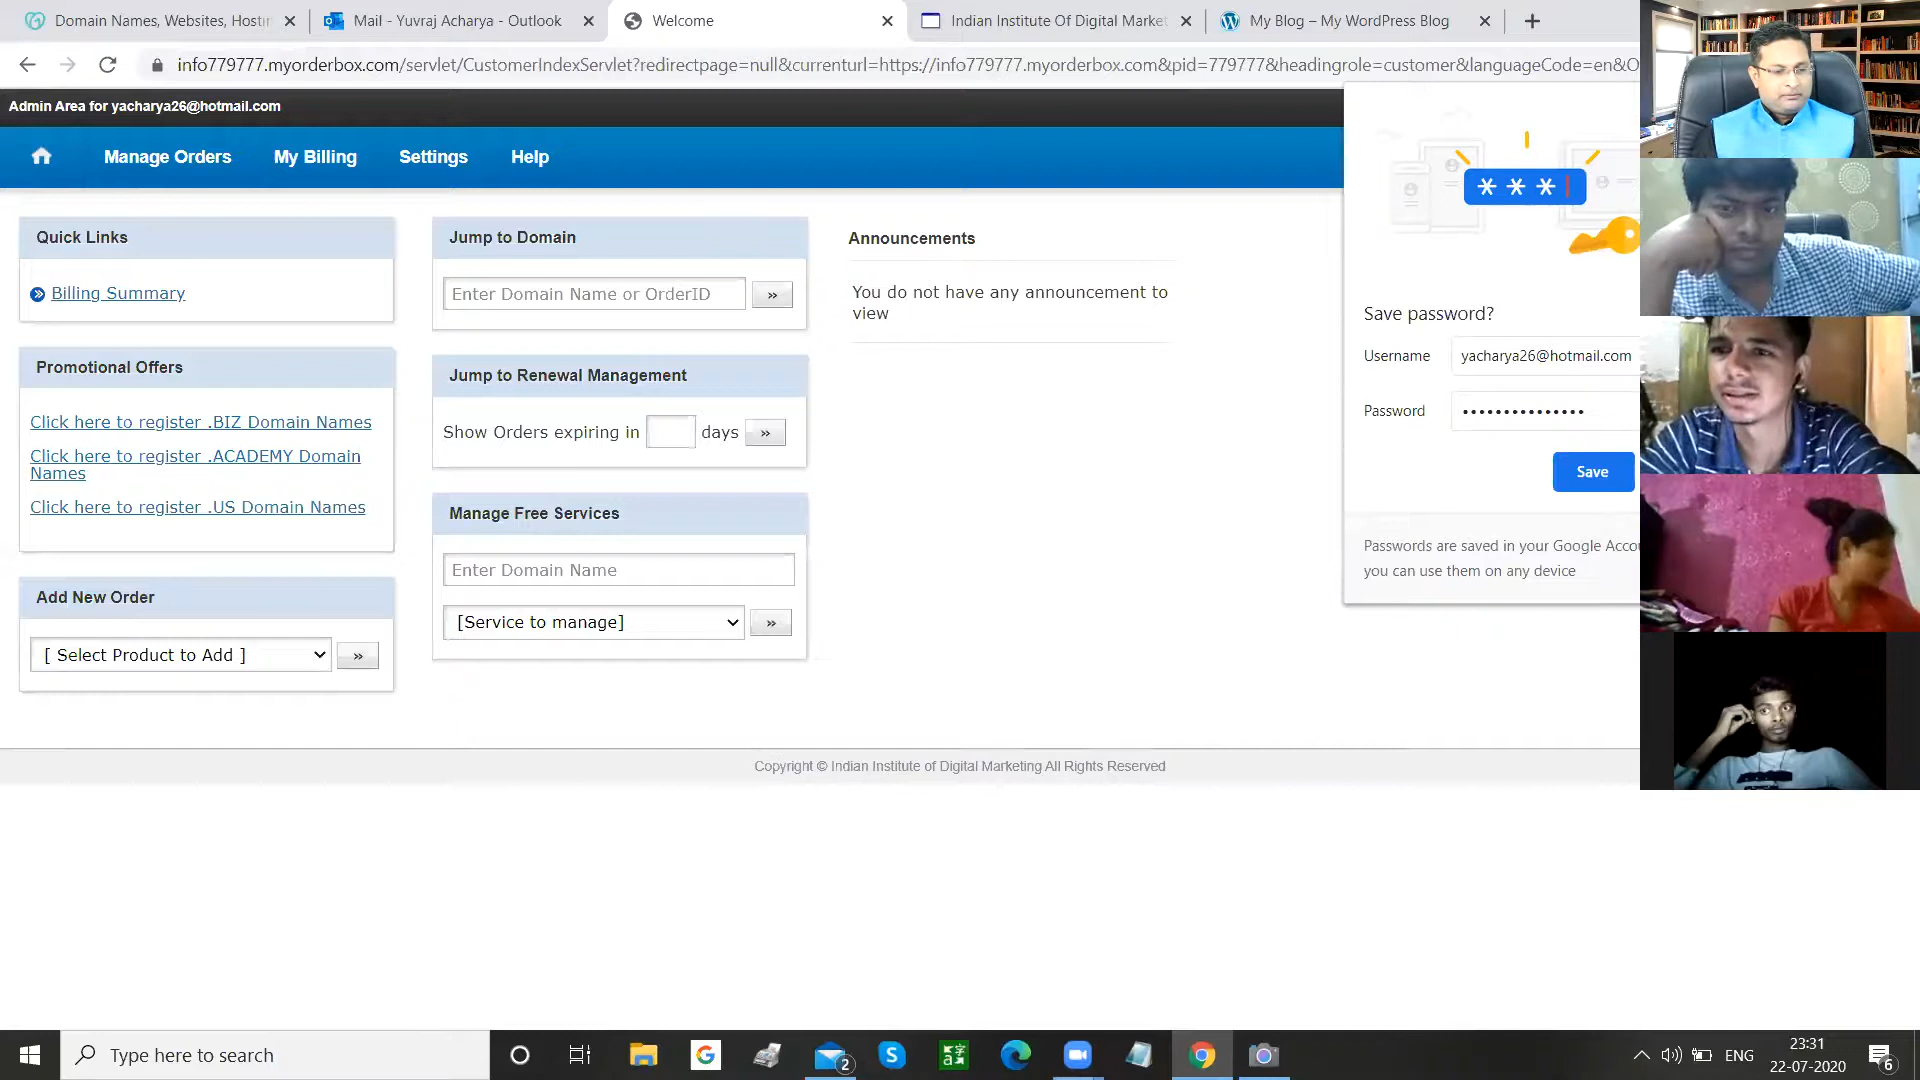 Domain Names, Websites, Hostin
Mail - Yuvraj Acharya - Outlook
Welcome
Indian Institute Of Digital Market
My Blog – My WordPress Blog
info779777.myorderbox.com/servlet/CustomerIndexServlet?redirectpage=null&currenturl=https://info779777.myorderbox.com&pid=779777&headingrole=customer&languageCode=en&O
Admin Area for yacharya26@hotmail.com
Manage Orders
My Billing
Settings
Help
Quick Links
Billing Summary
Promotional Offers
Click here to register .BIZ Domain Names
Click here to register .ACADEMY Domain
Names
Click here to register .US Domain Names
Add New Order
[ Select Product to Add ]
»
Jump to Domain
Enter Domain Name or OrderID
»
Jump to Renewal Management
Show Orders expiring in days »
Manage Free Services
Enter Domain Name
[Service to manage]
»
Announcements
You do not have any announcement to
view
* * *
Save password?
Username yacharya26@hotmail.com
Password •••••••••••••••
Save
Passwords are saved in your Google Acco
you can use them on any device
Copyright © Indian Institute of Digital Marketing All Rights Reserved
Type here to search
2
ENG
23:31
22-07-2020
6